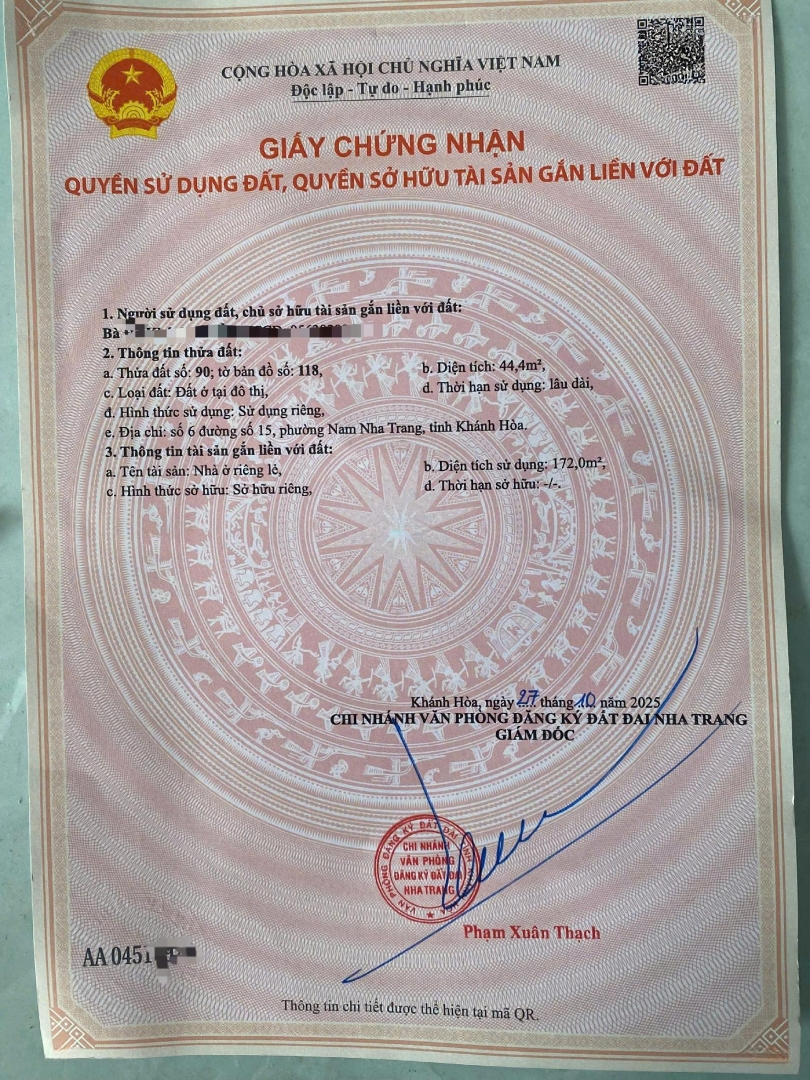 CỘNG HÒA XÃ HỘI CHỦ NGHĨA VIỆT NAM
Độc lập - Tự do - Hạnh phúc
GIẤY CHỨNG NHẬN
QUYỀN SỬ DỤNG ĐẤT, QUYỀN SỞ HỮU TÀI SẢN GẮN LIỀN VỚI ĐẤT
1. Người sử dụng đất, chủ sở hữu tài sản gắn liền với đất:
Bà
2. Thông tin thửa đất:
a. Thửa đất số: 90; tờ bản đồ số: 118, b. Diện tích: 44,4m²,
c. Loại đất: Đất ở tại đô thị, d. Thời hạn sử dụng: lâu dài,
đ. Hình thức sử dụng: Sử dụng riêng,
e. Địa chỉ: số 6 đường số 15, phường Nam Nha Trang, tỉnh Khánh Hòa.
3. Thông tin tài sản gắn liền với đất:
a. Tên tài sản: Nhà ở riêng lẻ, b. Diện tích sử dụng: 172,0m²,
c. Hình thức sở hữu: Sở hữu riêng, d. Thời hạn sở hữu: -/-.
Khánh Hòa, ngày 27 tháng 10 năm 2025
CHI NHÁNH VĂN PHÒNG ĐĂNG KÝ ĐẤT ĐAI NHA TRANG
GIÁM ĐỐC
VĂN PHÒNG ĐĂNG KÝ ĐẤT ĐAI TỈNH KHÁNH HÒA
CHI NHÁNH
VĂN PHÒNG
ĐĂNG KÝ ĐẤT ĐAI
NHA TRANG
Phạm Xuân Thạch
AA 0451
Thông tin chi tiết được thể hiện tại mã QR.